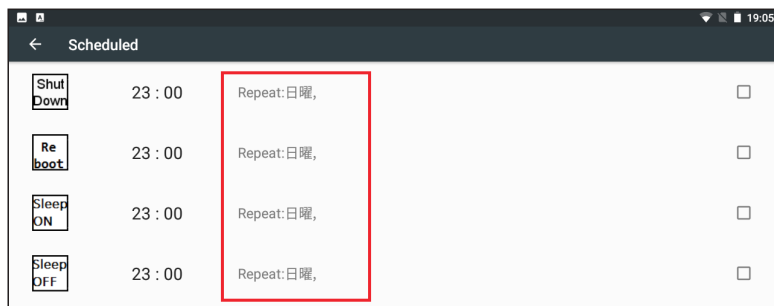 19:05
Scheduled
Shut
Down
23 : 00
Repeat:日曜,
Re
boot
23 : 00
Repeat:日曜,
Sleep
ON
23 : 00
Repeat:日曜,
Sleep
OFF
23 : 00
Repeat:日曜,